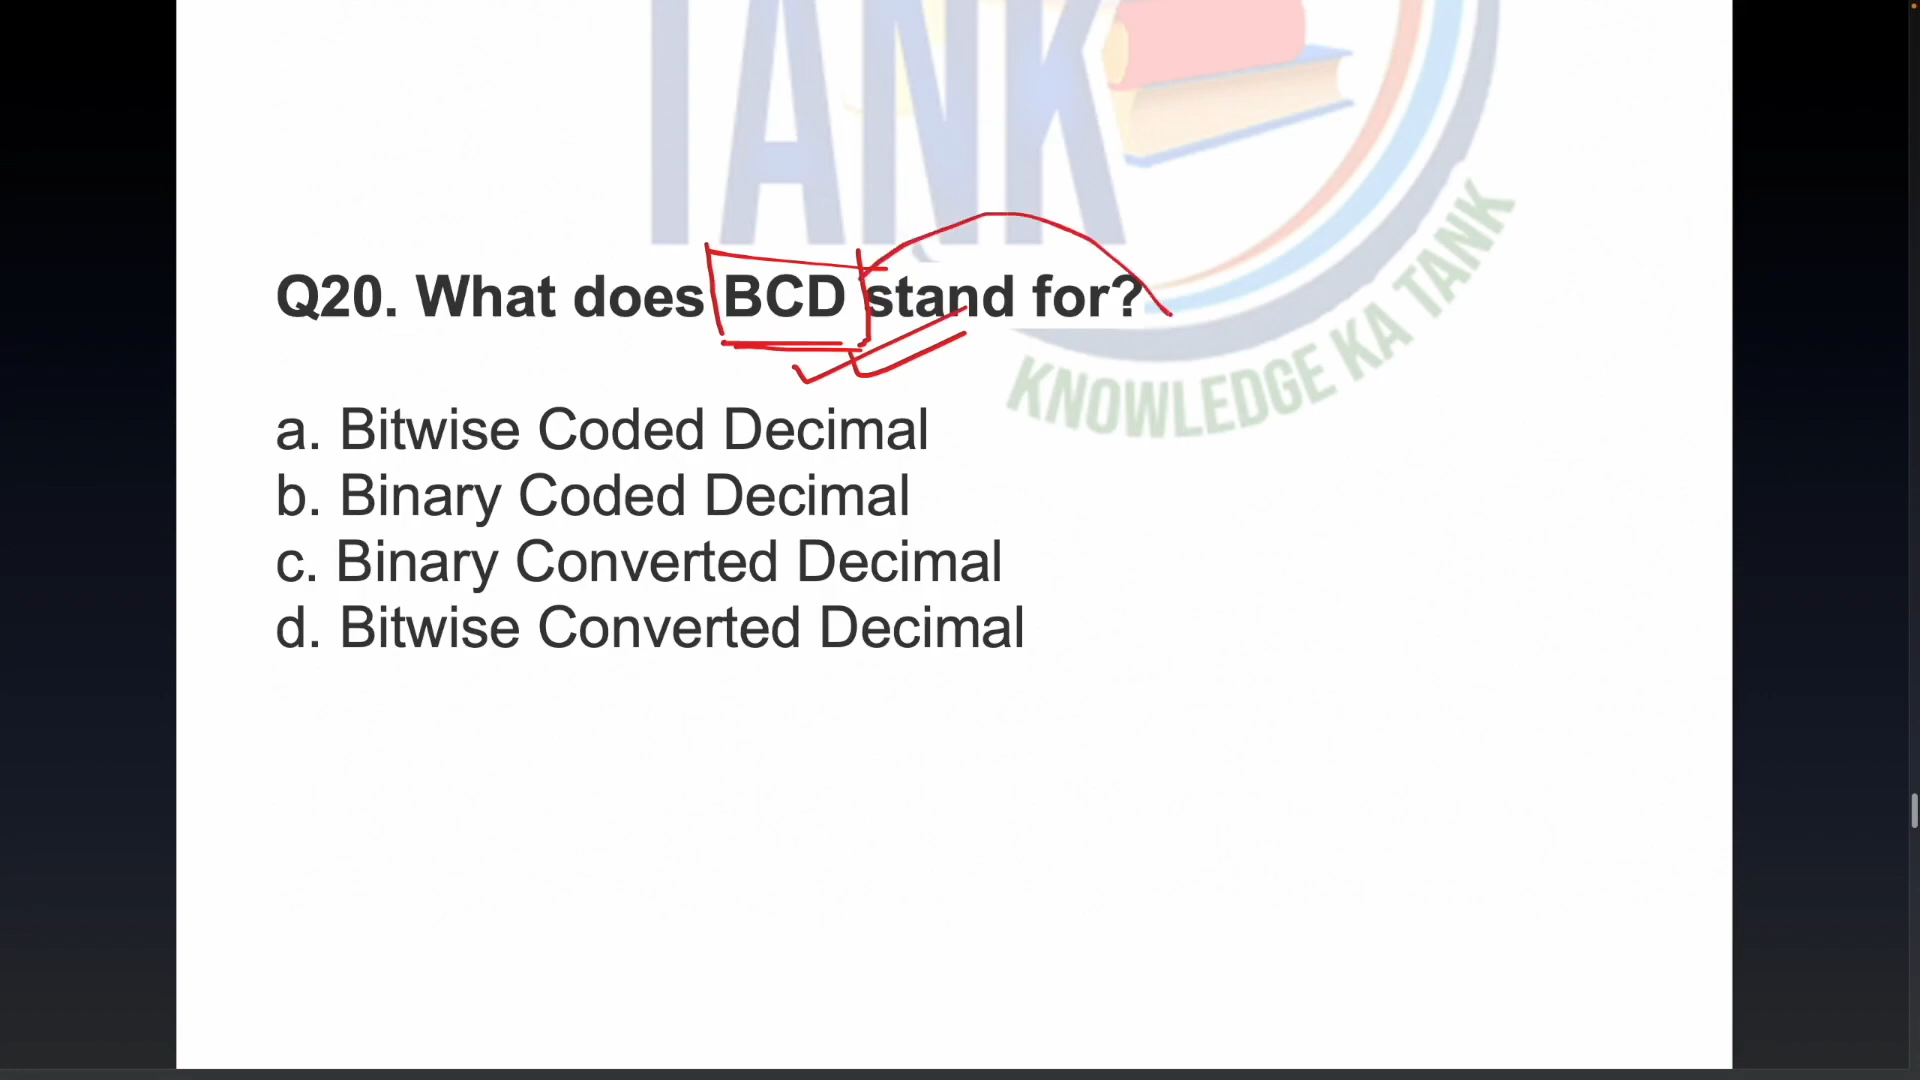 TANK
KNOWLEDGE KA TANK
Q20. What does BCD stand for?
a. Bitwise Coded Decimal
b. Binary Coded Decimal
c. Binary Converted Decimal
d. Bitwise Converted Decimal